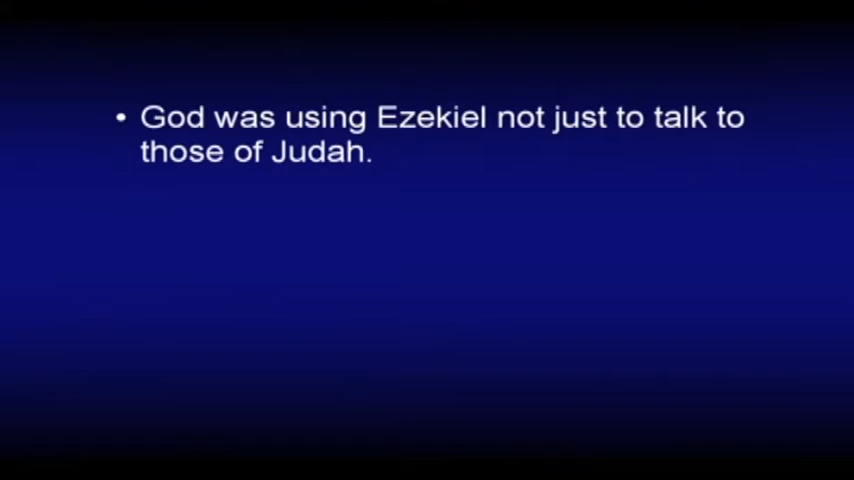 • God was using Ezekiel not just to talk to
those of Judah.